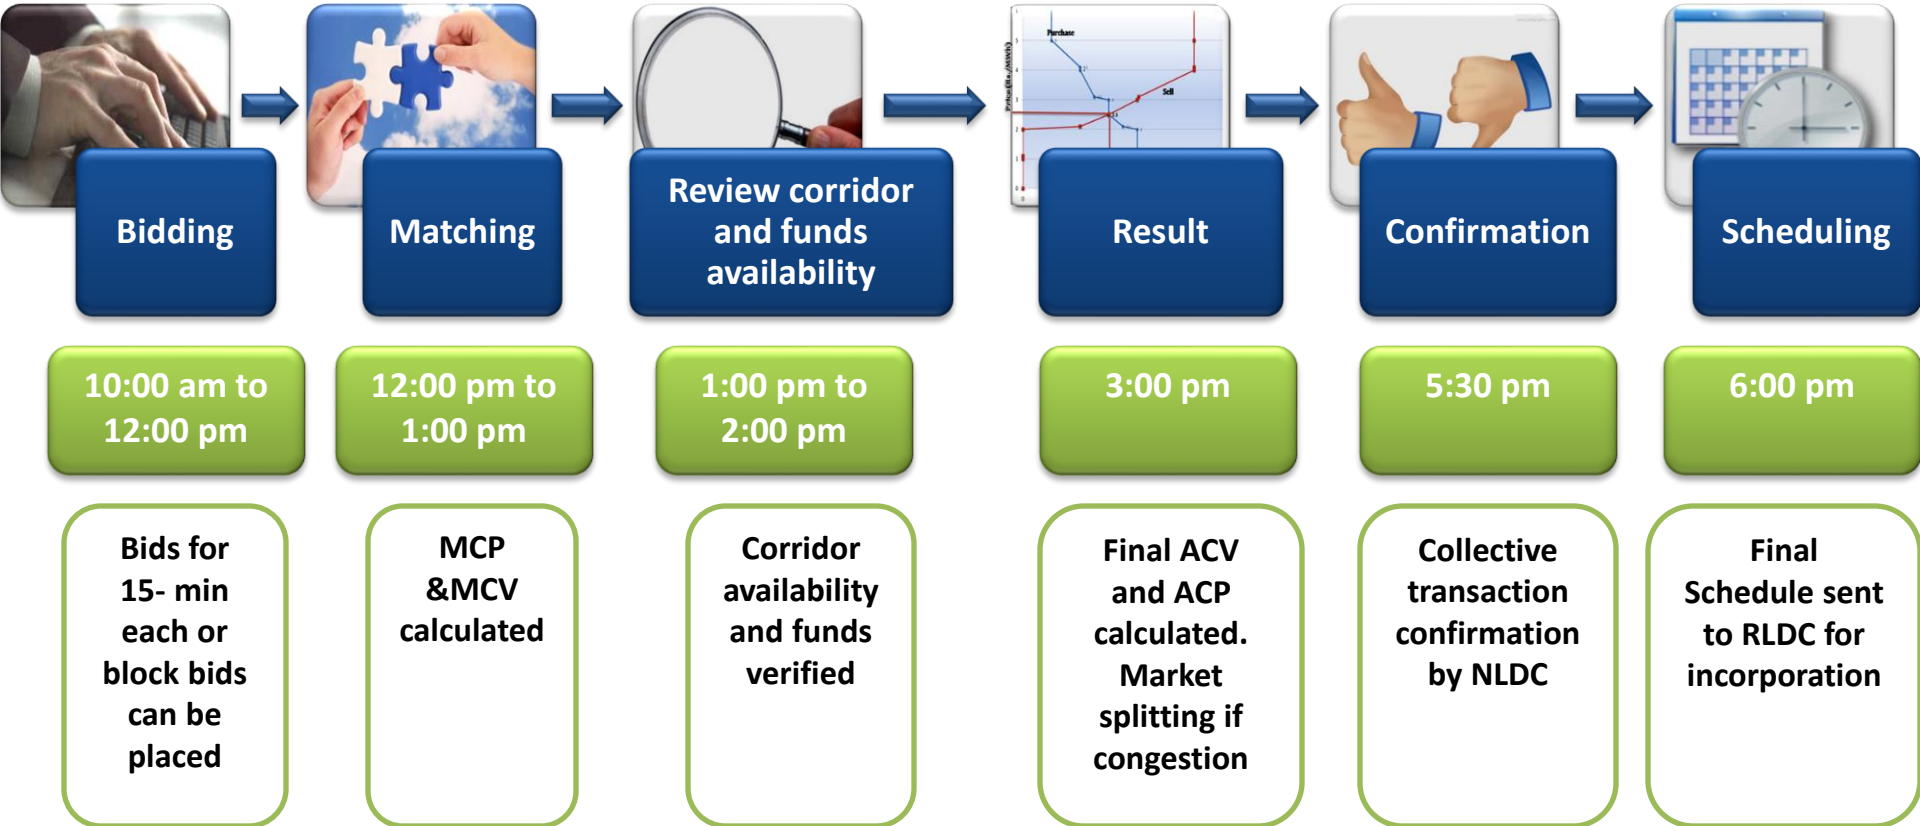 Purchase
Sell
Bidding
Matching
Review corridor
and funds
availability
Result
Confirmation
Scheduling
10:00 am to
12:00 pm
12:00 pm to
1:00 pm
1:00 pm to
2:00 pm
3:00 pm
5:30 pm
6:00 pm
Bids for
15- min
each or
block bids
can be
placed
MCP
&MCV
calculated
Corridor
availability
and funds
verified
Final ACV
and ACP
calculated.
Market
splitting if
congestion
Collective
transaction
confirmation
by NLDC
Final
Schedule sent
to RLDC for
incorporation